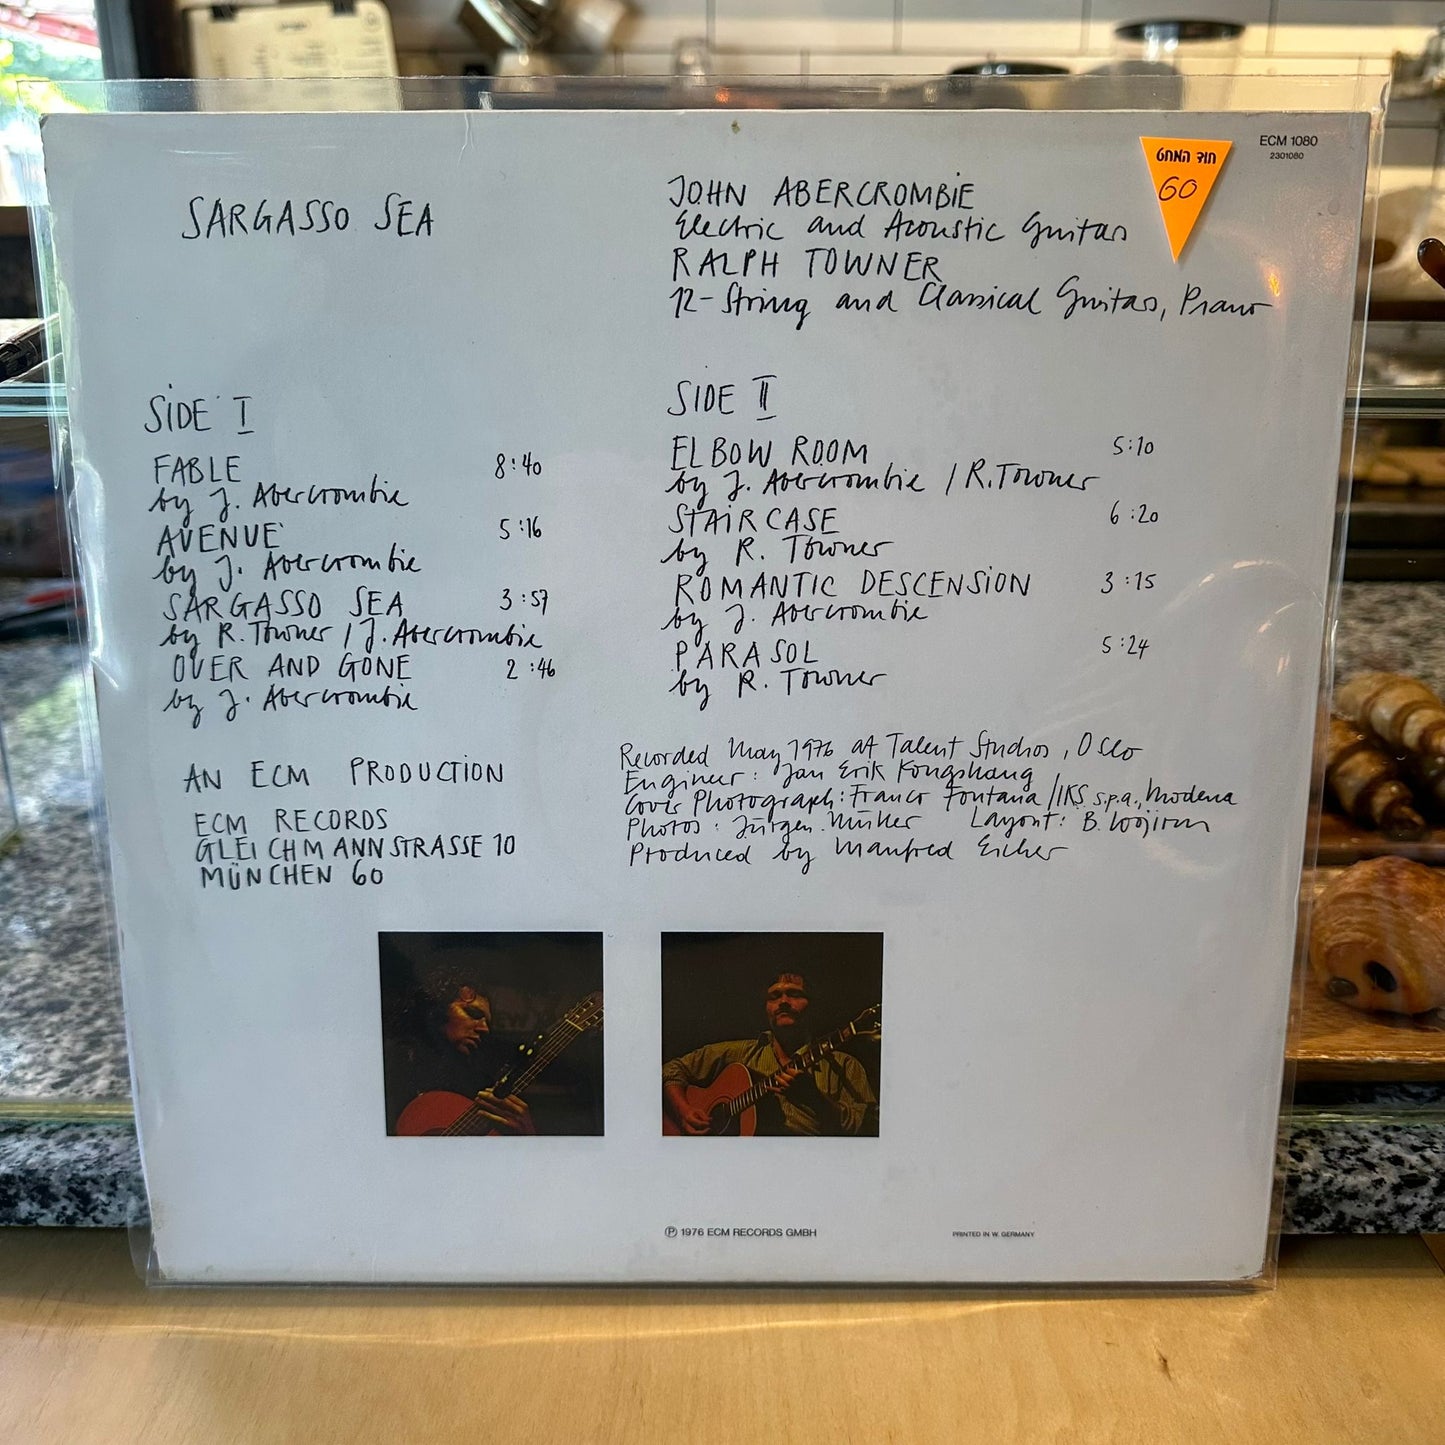 ECM 1080
2301080
חוד המחט
60
SARGASSO SEA
JOHN ABERCROMBIE
Electric and Acoustic Guitars
RALPH TOWNER
12-String and Classical Guitars, Piano
SIDE I
FABLE 8:40
by J. Abercrombie
AVENUE 5:16
by J. Abercrombie
SARGASSO SEA 3:57
by R. Towner / J. Abercrombie
OVER AND GONE 2:46
by J. Abercrombie
SIDE II
ELBOW ROOM 5:10
by J. Abercrombie / R. Towner
STAIRCASE 6:20
by R. Towner
ROMANTIC DESCENSION 3:15
by J. Abercrombie
PARASOL 5:24
by R. Towner
AN ECM PRODUCTION
ECM RECORDS
GLEICHMANNSTRASSE 10
MÜNCHEN 60
Recorded May 1976 at Talent Studios, Oslo
Engineer: Jan Erik Kongshaug
Cover Photograph: Franco Fontana / IKS s.p.a., Modena
Photos: Jürgen Müller Layout: B. Wojirsch
Produced by Manfred Eicher
Ⓟ 1976 ECM RECORDS GMBH
PRINTED IN W. GERMANY